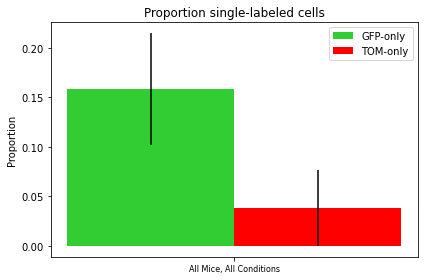 Proportion single-labeled cells
GFP-only
TOM-only
Proportion
0.20
0.15
0.10
0.05
0.00
All Mice, All Conditions